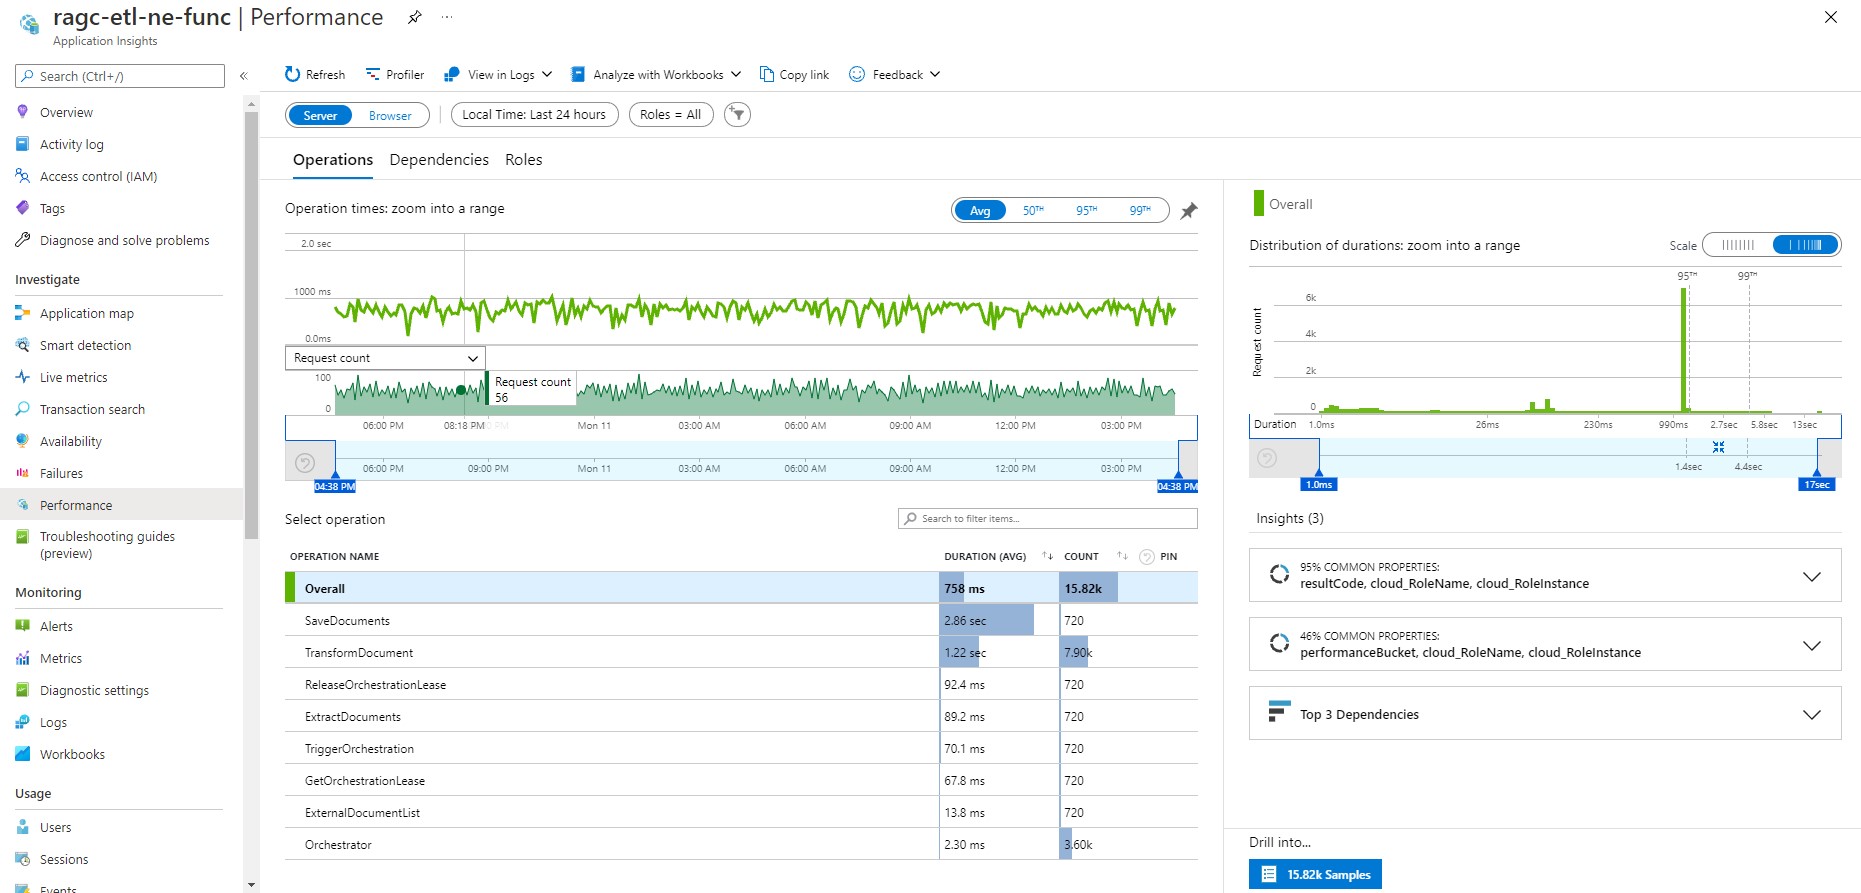 ragc-etl-ne-func | Performance
Application Insights
Search (Ctrl+/)
Overview
Activity log
Access control (IAM)
Tags
Diagnose and solve problems
Investigate
Application map
Smart detection
Live metrics
Transaction search
Availability
Failures
Performance
Troubleshooting guides
(preview)
Monitoring
Alerts
Metrics
Diagnostic settings
Logs
Workbooks
Usage
Users
Sessions
Events
Refresh
Profiler
View in Logs
Analyze with Workbooks
Copy link
Feedback
Server
Browser
Local Time: Last 24 hours
Roles = All
Operations
Dependencies
Roles
Operation times: zoom into a range
Avg
50TH
95TH
99TH
2.0 sec
1000 ms
0.0ms
Request count
100
0
Request count
56
06:00 PM
08:18 PM
Mon 11
03:00 AM
06:00 AM
09:00 AM
12:00 PM
03:00 PM
06:00 PM
09:00 PM
Mon 11
03:00 AM
06:00 AM
09:00 AM
12:00 PM
03:00 PM
04:38 PM
04:38 PM
Select operation
Search to filter items...
OPERATION NAME DURATION (AVG) COUNT PIN
Overall 758 ms 15.82k
SaveDocuments 2.86 sec 720
TransformDocument 1.22 sec 7.90k
ReleaseOrchestrationLease 92.4 ms 720
ExtractDocuments 89.2 ms 720
TriggerOrchestration 70.1 ms 720
GetOrchestrationLease 67.8 ms 720
ExternalDocumentList 13.8 ms 720
Orchestrator 2.30 ms 3.60k
Overall
Distribution of durations: zoom into a range
Scale
95TH
99TH
Request count
6k
4k
2k
0
Duration
1.0ms
26ms
230ms
990ms
2.7sec
5.8sec
13sec
1.4sec
4.4sec
1.0ms
17sec
Insights (3)
95% COMMON PROPERTIES:
resultCode, cloud_RoleName, cloud_RoleInstance
46% COMMON PROPERTIES:
performanceBucket, cloud_RoleName, cloud_RoleInstance
Top 3 Dependencies
Drill into...
15.82k Samples